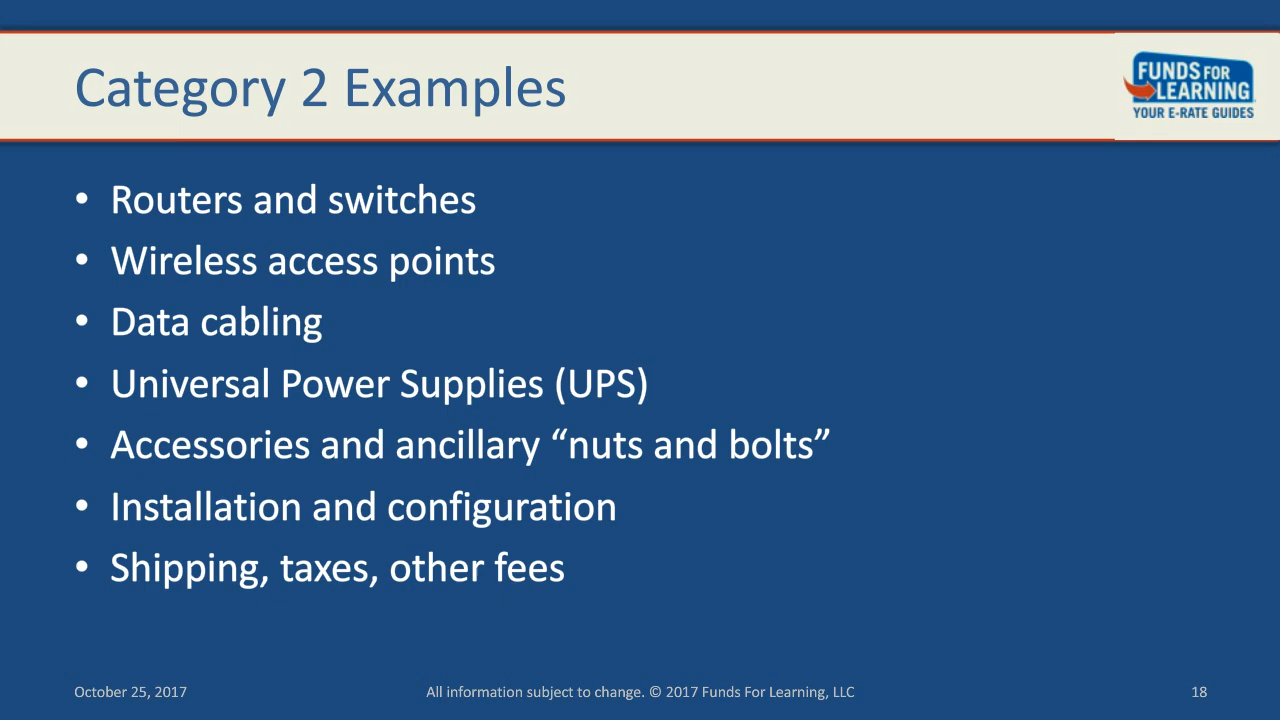 Category 2 Examples
FUNDS FOR
LEARNING
YOUR E-RATE GUIDES
• Routers and switches
• Wireless access points
• Data cabling
• Universal Power Supplies (UPS)
• Accessories and ancillary “nuts and bolts”
• Installation and configuration
• Shipping, taxes, other fees
October 25, 2017
All information subject to change. © 2017 Funds For Learning, LLC
18